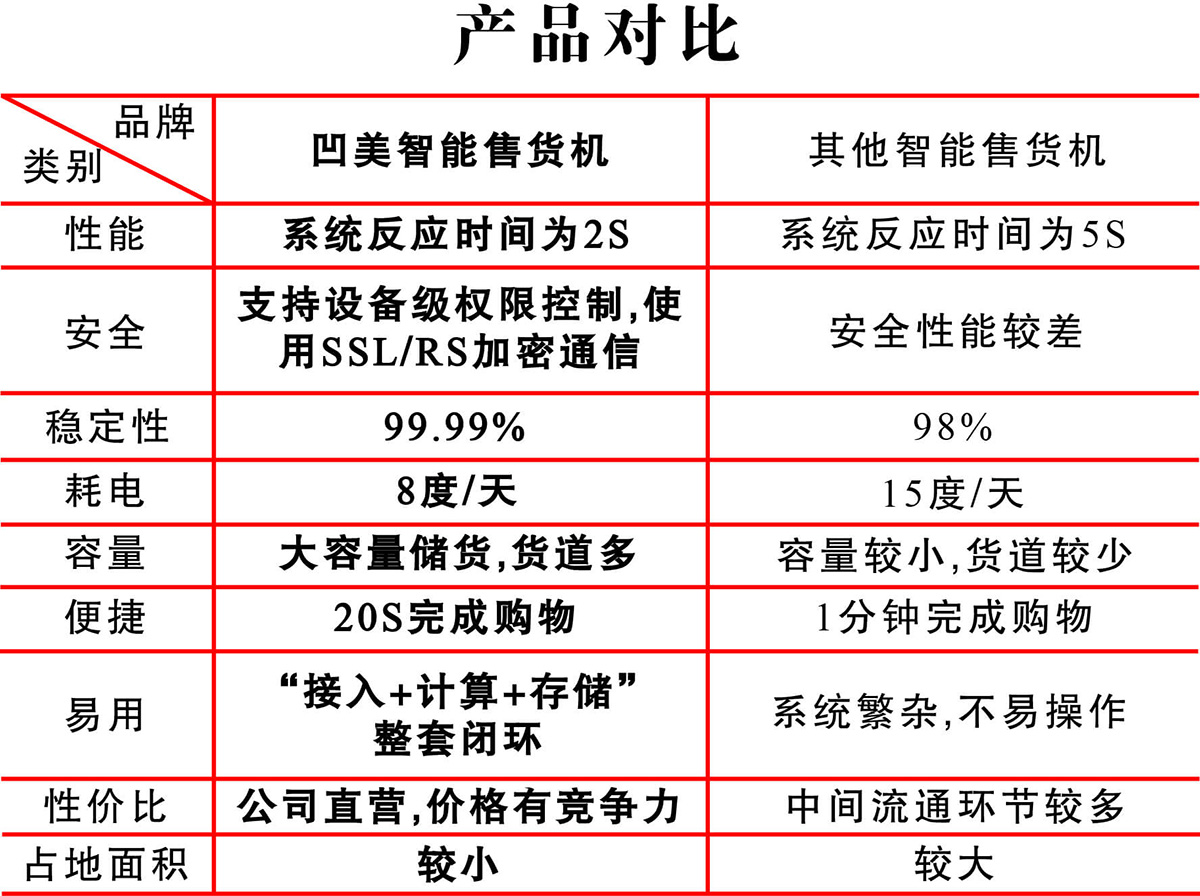 产品对比
品牌
类别
凹美智能售货机
其他智能售货机
性能
系统反应时间为2S
系统反应时间为5S
安全
支持设备级权限控制,使
用SSL/RS加密通信
安全性能较差
稳定性
99.99%
98%
耗电
8度/天
15度/天
容量
大容量储货,货道多
容量较小,货道较少
便捷
20S完成购物
1分钟完成购物
易用
“接入+计算+存储”
整套闭环
系统繁杂,不易操作
性价比
公司直营,价格有竞争力
中间流通环节较多
占地面积
较小
较大